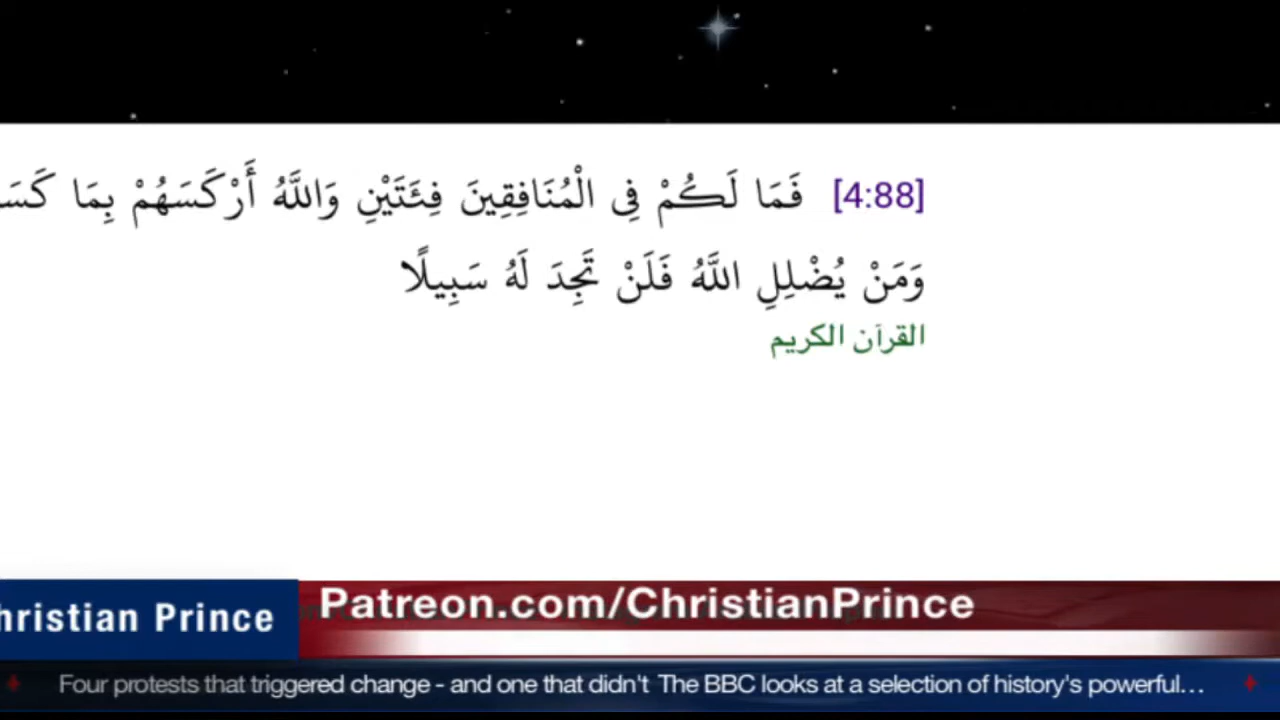 [4:88] فَمَا لَكُمْ فِى الْمُنَافِقِينَ فِئَتَيْنِ وَاللَّهُ أَرْكَسَهُمْ بِمَا
وَمَنْ يُضْلِلِ اللَّهُ فَلَنْ تَجِدَ لَهُ سَبِيلًا
القرآن الكريم
Patreon.com/ChristianPrince
hristian Prince
Four protests that triggered change - and one that didn't The BBC looks at a selection of history's powerful…